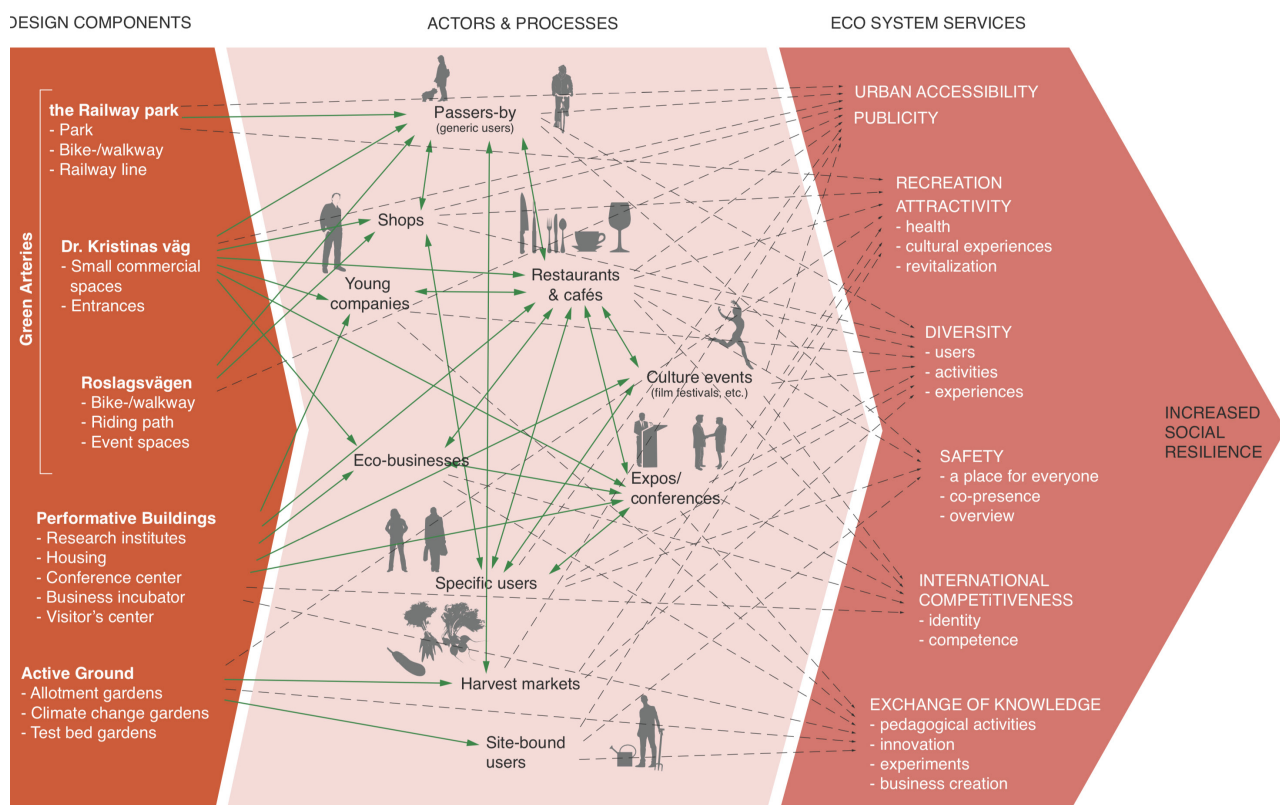 DESIGN COMPONENTS
ACTORS & PROCESSES
ECO SYSTEM SERVICES
Green Arteries
the Railway park
- Park
- Bike-/walkway
- Railway line
Dr. Kristinas väg
- Small commercial
spaces
- Entrances
Roslagsvägen
- Bike-/walkway
- Riding path
- Event spaces
Performative Buildings
- Research institutes
- Housing
- Conference center
- Business incubator
- Visitor's center
Active Ground
- Allotment gardens
- Climate change gardens
- Test bed gardens
Passers-by
(generic users)
Shops
Young
companies
Restaurants
& cafés
Culture events
(film festivals, etc.)
Eco-businesses
Expos/
conferences
Specific users
Harvest markets
Site-bound
users
URBAN ACCESSIBILITY
PUBLICITY
RECREATION
ATTRACTIVITY
- health
- cultural experiences
- revitalization
DIVERSITY
- users
- activities
- experiences
SAFETY
- a place for everyone
- co-presence
- overview
INTERNATIONAL
COMPETiTIVENESS
- identity
- competence
EXCHANGE OF KNOWLEDGE
- pedagogical activities
- innovation
- experiments
- business creation
INCREASED
SOCIAL
RESILIENCE